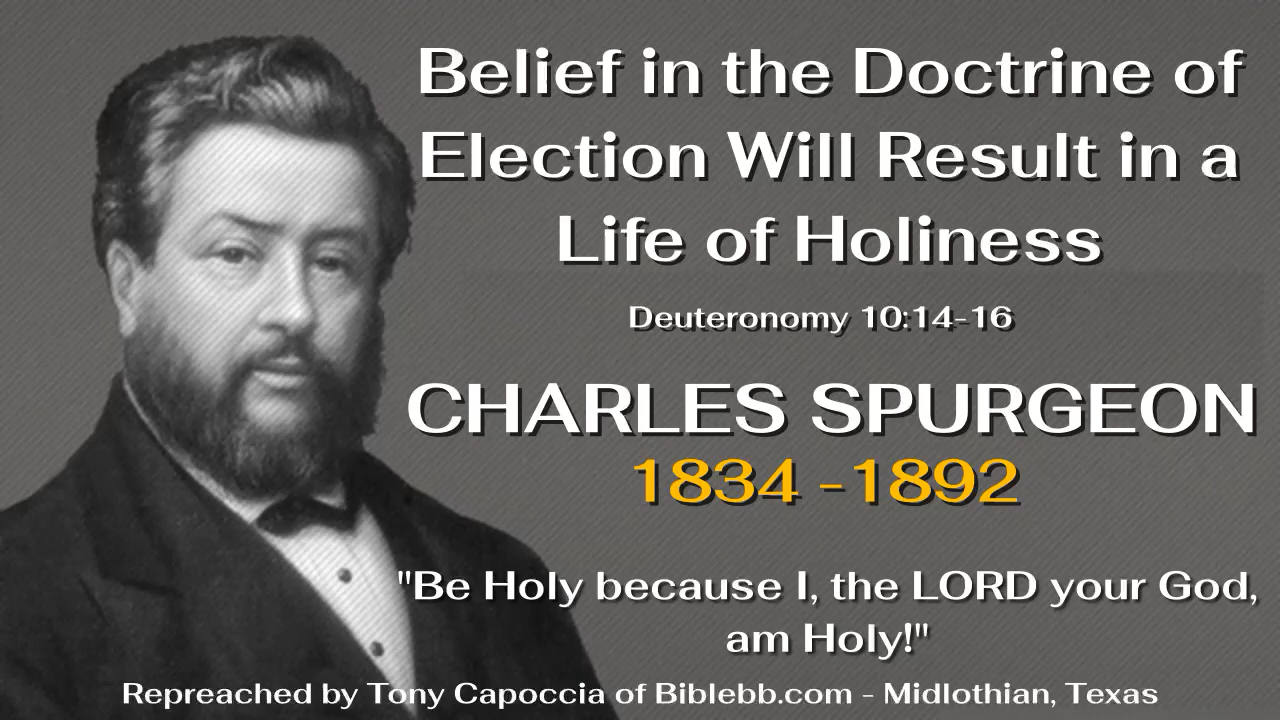 Belief in the Doctrine of
Election Will Result in a
Life of Holiness
Deuteronomy 10:14-16
CHARLES SPURGEON
1834 -1892
"Be Holy because I, the LORD your God,
am Holy!"
Repreached by Tony Capoccia of Biblebb.com - Midlothian, Texas